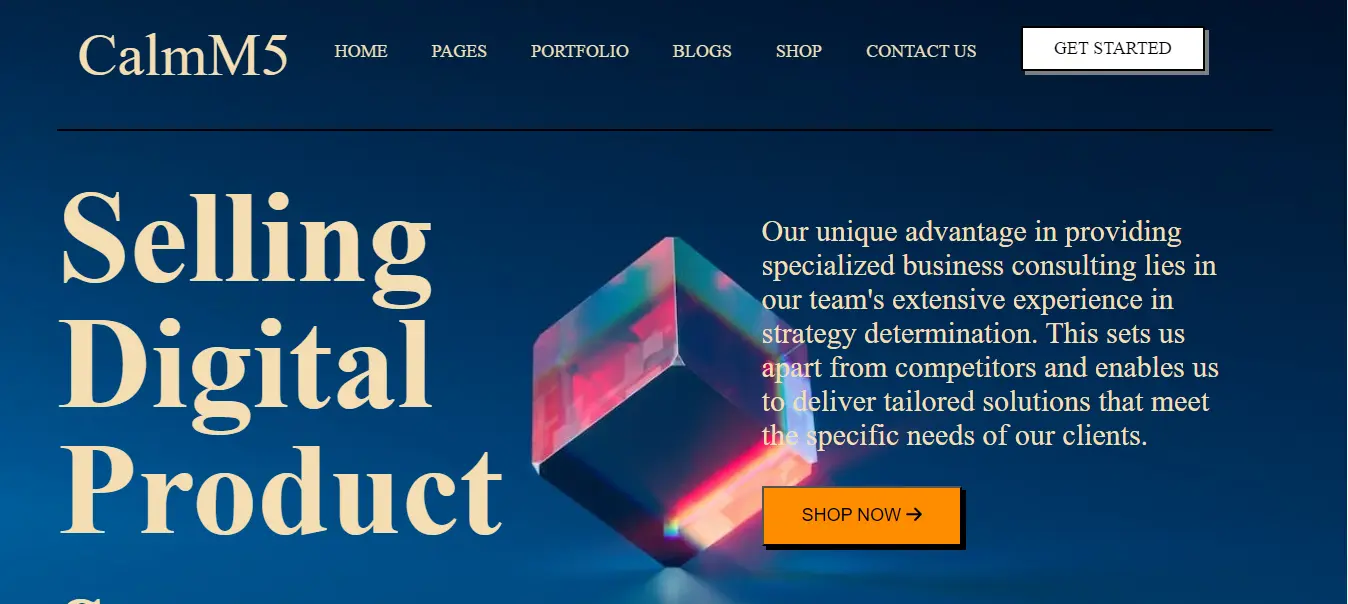 CalmM5
HOME
PAGES
PORTFOLIO
BLOGS
SHOP
CONTACT US
GET STARTED
Selling
Digital
Product
Our unique advantage in providing
specialized business consulting lies in
our team's extensive experience in
strategy determination. This sets us
apart from competitors and enables us
to deliver tailored solutions that meet
the specific needs of our clients.
SHOP NOW →